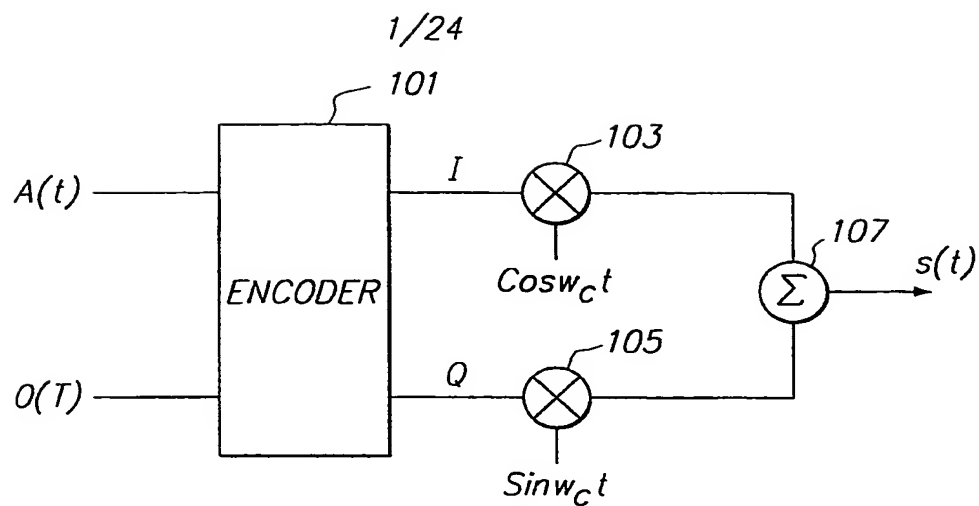 1/24
101
A(t)
I
103
Cosw_c t
107
s(t)
ENCODER
Σ
O(T)
Q
105
Sinw_c t